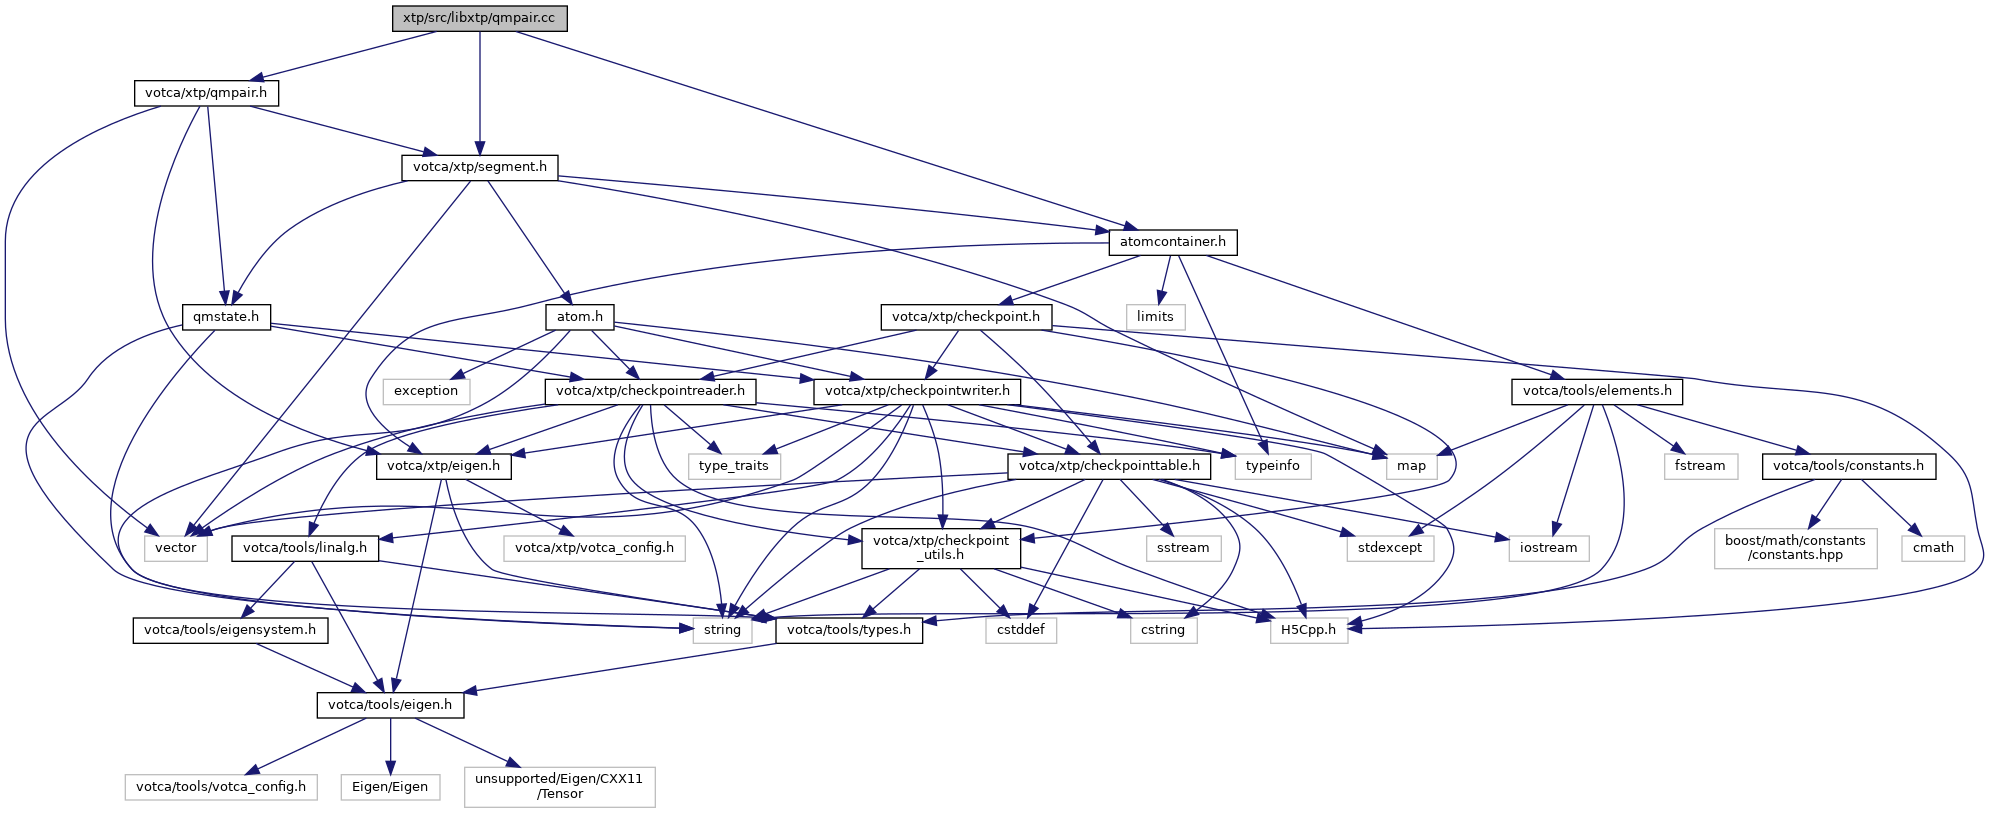 xtp/src/libxtp/qmpair.cc
votca/xtp/qmpair.h
votca/xtp/segment.h
atomcontainer.h
qmstate.h
atom.h
votca/xtp/checkpoint.h
limits
exception
votca/xtp/checkpointreader.h
votca/xtp/checkpointwriter.h
votca/tools/elements.h
votca/xtp/eigen.h
type_traits
votca/xtp/checkpointtable.h
typeinfo
map
fstream
votca/tools/constants.h
vector
votca/tools/linalg.h
votca/xtp/votca_config.h
votca/xtp/checkpoint
_utils.h
sstream
stdexcept
iostream
boost/math/constants
/constants.hpp
cmath
votca/tools/eigensystem.h
string
votca/tools/types.h
cstddef
cstring
H5Cpp.h
votca/tools/eigen.h
votca/tools/votca_config.h
Eigen/Eigen
unsupported/Eigen/CXX11
/Tensor